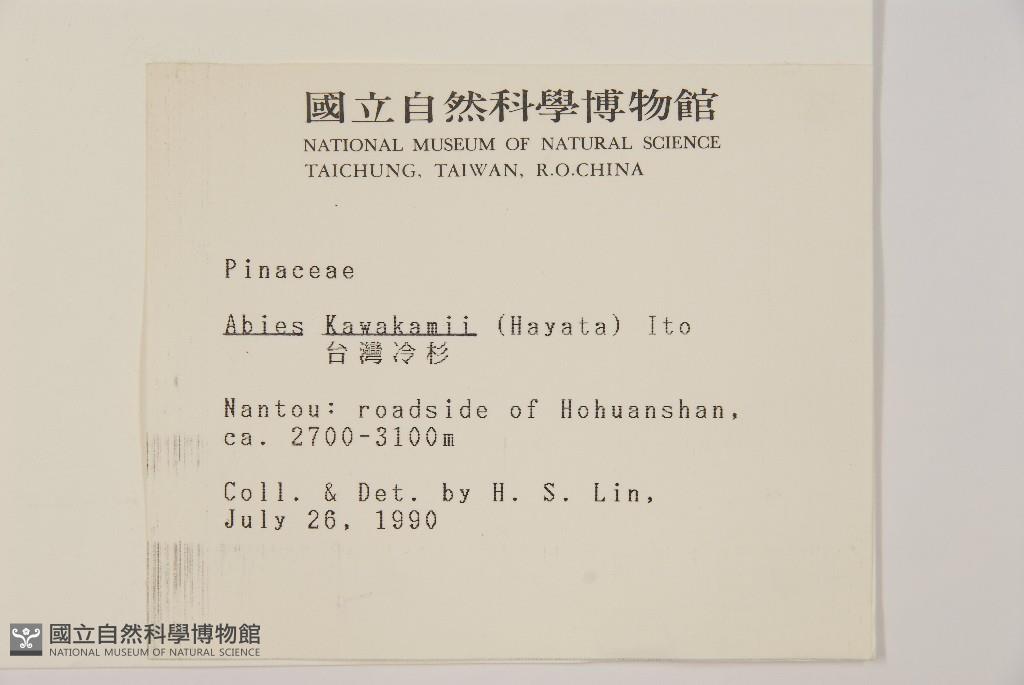 國立自然科學博物館
NATIONAL MUSEUM OF NATURAL SCIENCE
TAICHUNG, TAIWAN, R.O.CHINA
Pinaceae
Abies Kawakamii (Hayata) Ito
台灣冷杉
Nantou: roadside of Hohuanshan,
ca. 2700-3100m
Coll. & Det. by H. S. Lin,
July 26, 1990
國立自然科學博物館
NATIONAL MUSEUM OF NATURAL SCIENCE